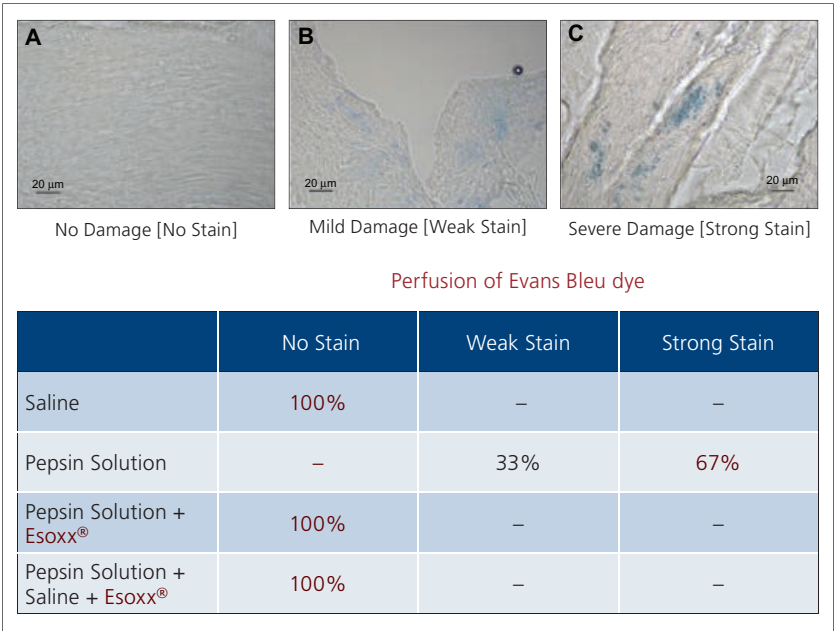 A
B
C
20 μm
20 μm
20 μm
No Damage [No Stain]
Mild Damage [Weak Stain]
Severe Damage [Strong Stain]
Perfusion of Evans Bleu dye
No Stain
Weak Stain
Strong Stain
Saline
100%
–
–
Pepsin Solution
–
33%
67%
Pepsin Solution +
Esoxx®
100%
–
–
Pepsin Solution +
Saline + Esoxx®
100%
–
–